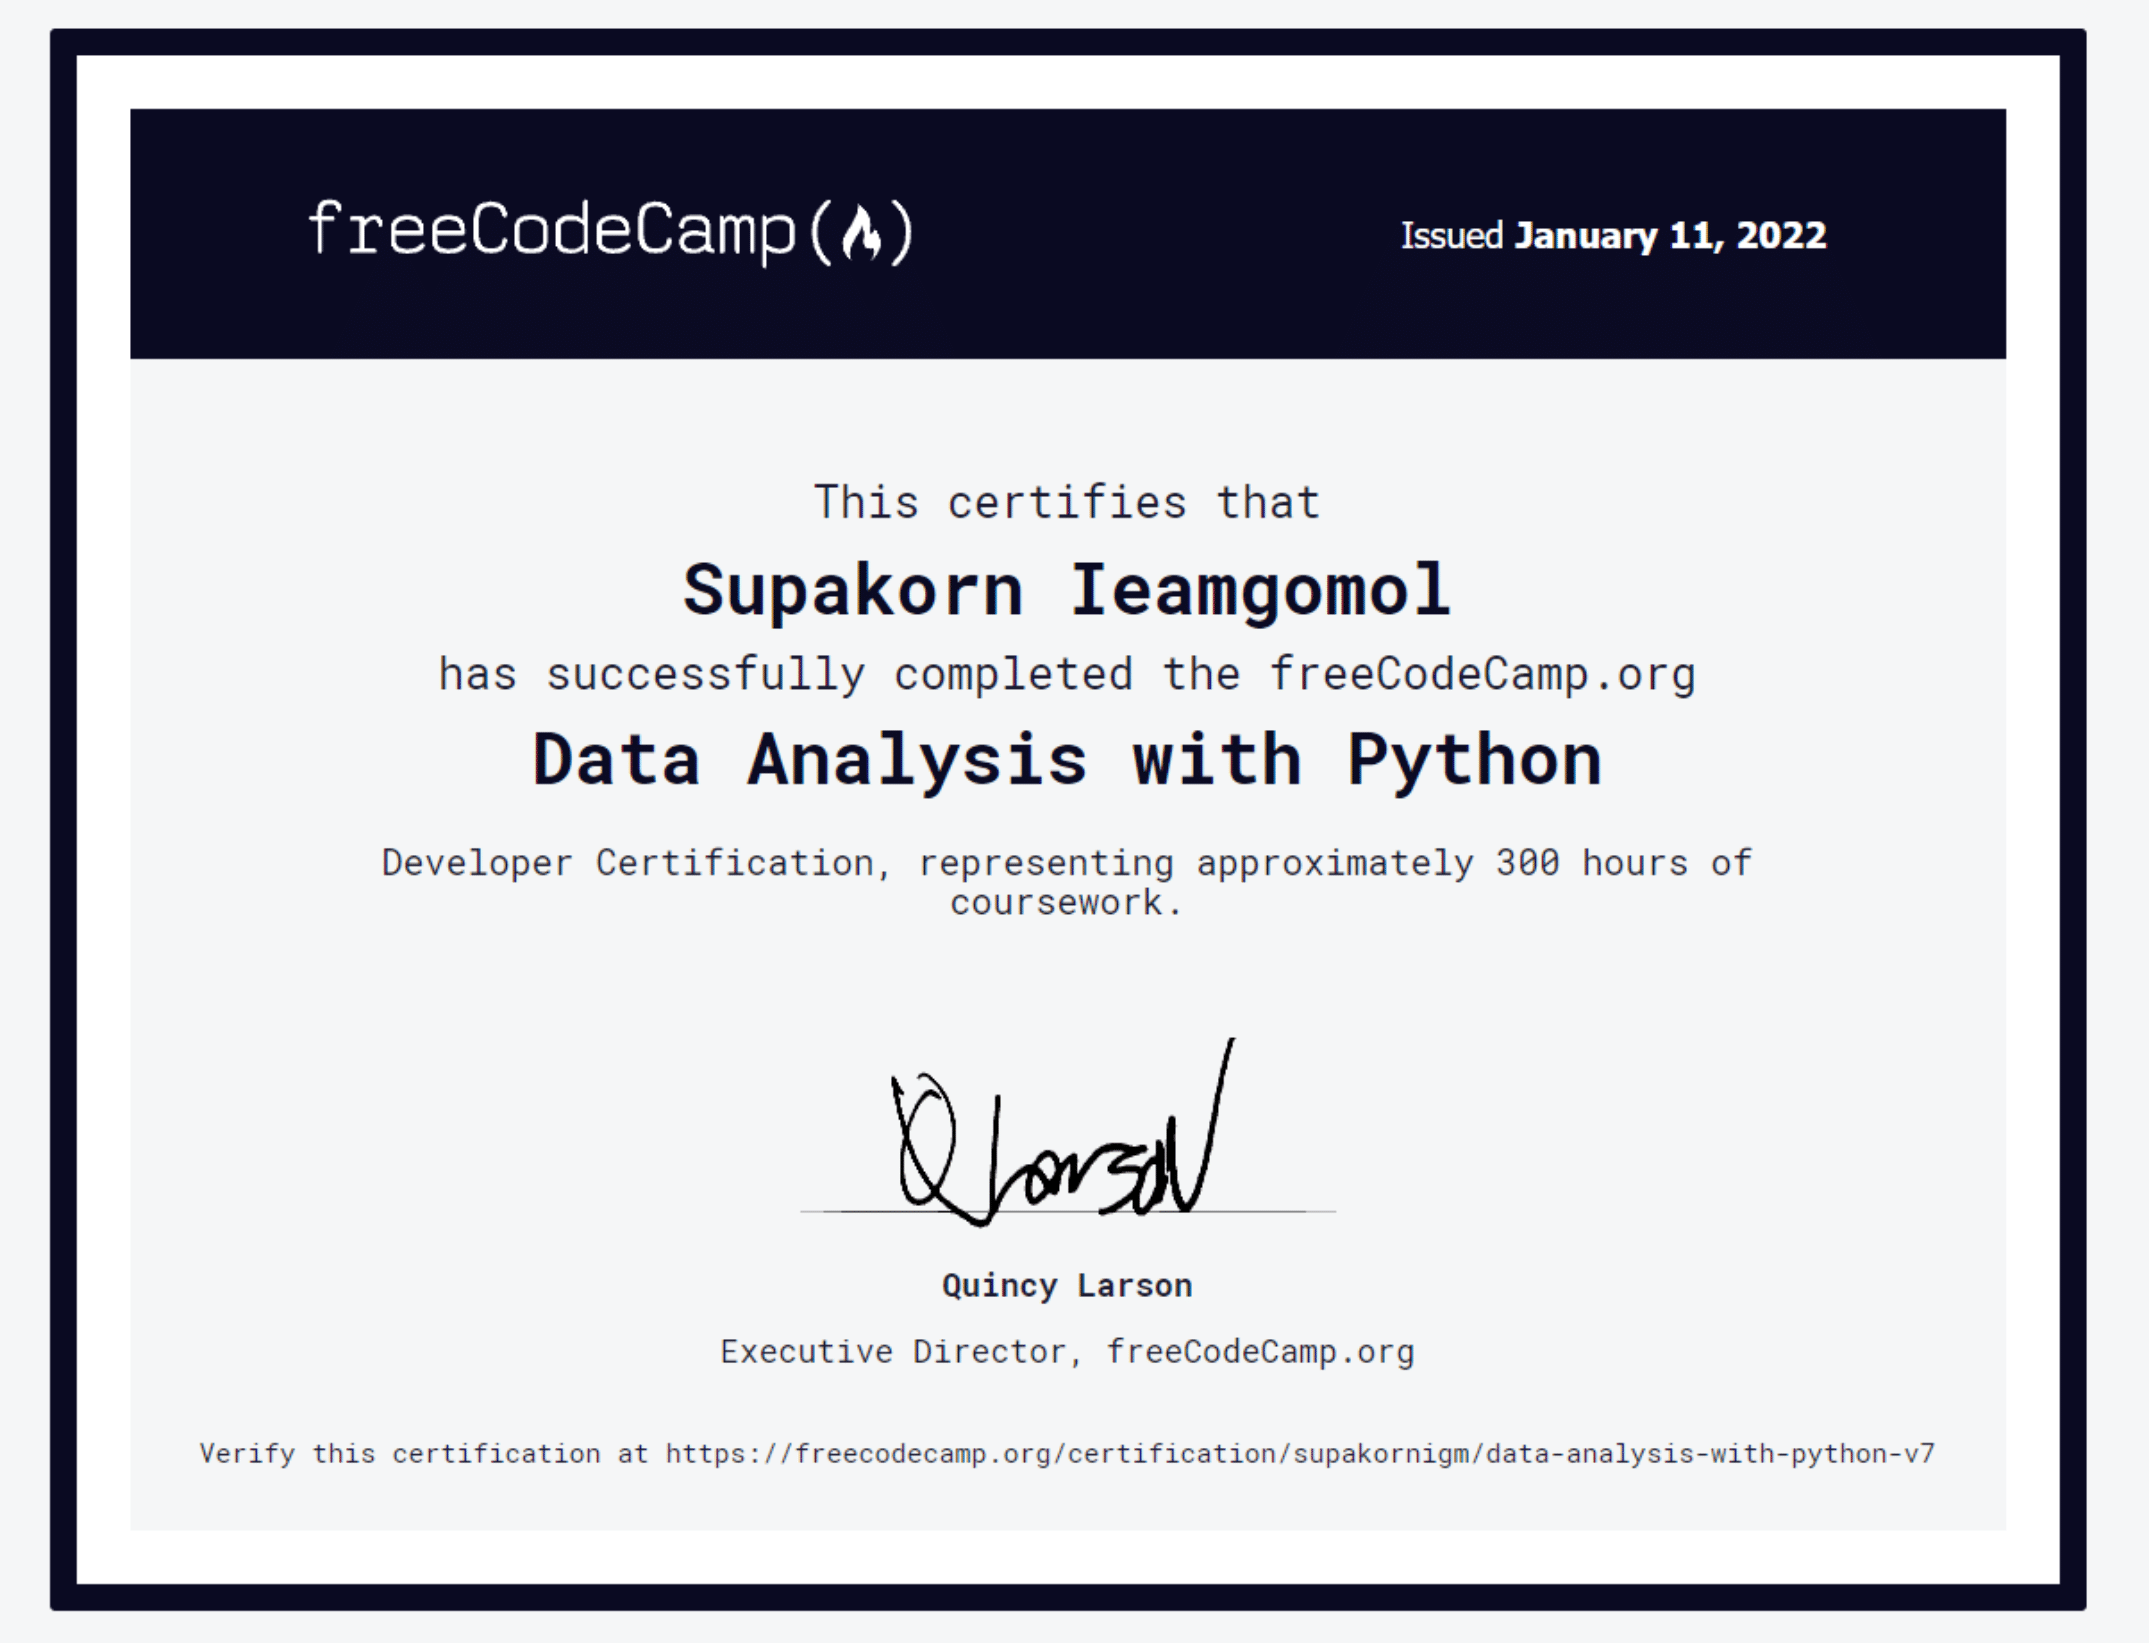 freeCodeCamp(🔥)
Issued January 11, 2022
This certifies that
Supakorn Ieamgomol
has successfully completed the freeCodeCamp.org
Data Analysis with Python
Developer Certification, representing approximately 300 hours of
coursework.
QLarson
Quincy Larson
Executive Director, freeCodeCamp.org
Verify this certification at https://freecodecamp.org/certification/supakornigm/data-analysis-with-python-v7